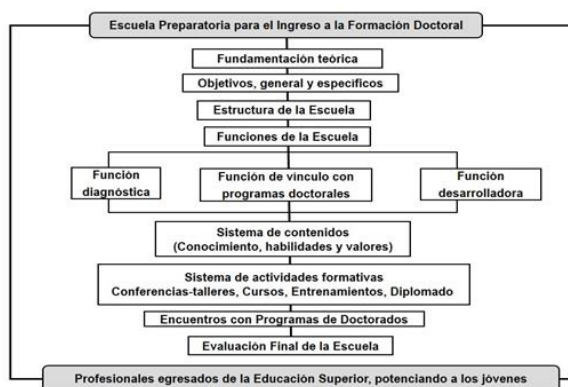 Escuela Preparatoria para el Ingreso a la Formación Doctoral
Fundamentación teórica
Objetivos, general y específicos
Estructura de la Escuela
Funciones de la Escuela
Función
diagnóstica
Función de vínculo con
programas doctorales
Función
desarrolladora
Sistema de contenidos
(Conocimiento, habilidades y valores)
Sistema de actividades formativas
Conferencias-talleres, Cursos, Entrenamientos, Diplomado
Encuentros con Programas de Doctorados
Evaluación Final de la Escuela
Profesionales egresados de la Educación Superior, potenciando a los jóvenes